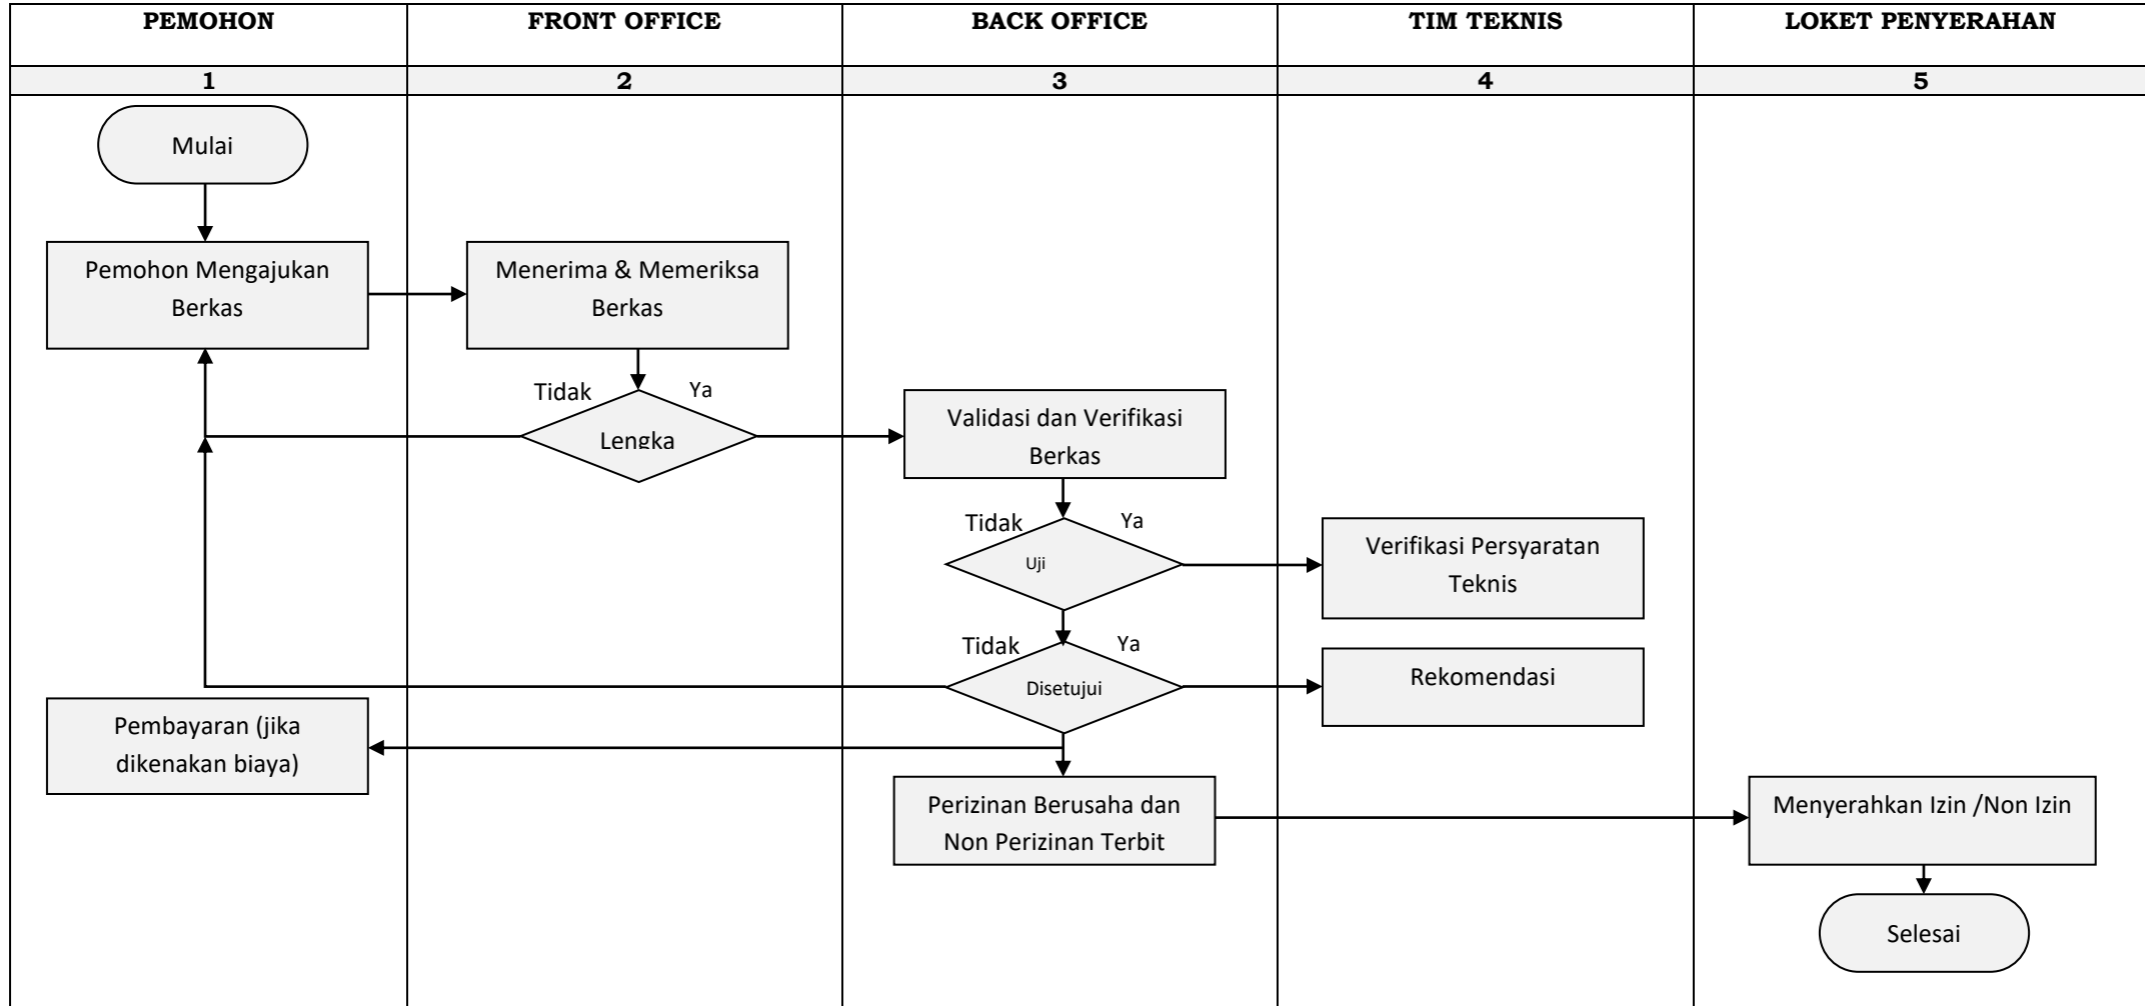 PEMOHON
FRONT OFFICE
BACK OFFICE
TIM TEKNIS
LOKET PENYERAHAN
1
2
3
4
5
Mulai
Pemohon Mengajukan
Berkas
Menerima & Memeriksa
Berkas
Tidak
Ya
Lengka
Validasi dan Verifikasi
Berkas
Tidak
Ya
Uji
Verifikasi Persyaratan
Teknis
Tidak
Ya
Disetujui
Rekomendasi
Pembayaran (jika
dikenakan biaya)
Perizinan Berusaha dan
Non Perizinan Terbit
Menyerahkan Izin /Non Izin
Selesai